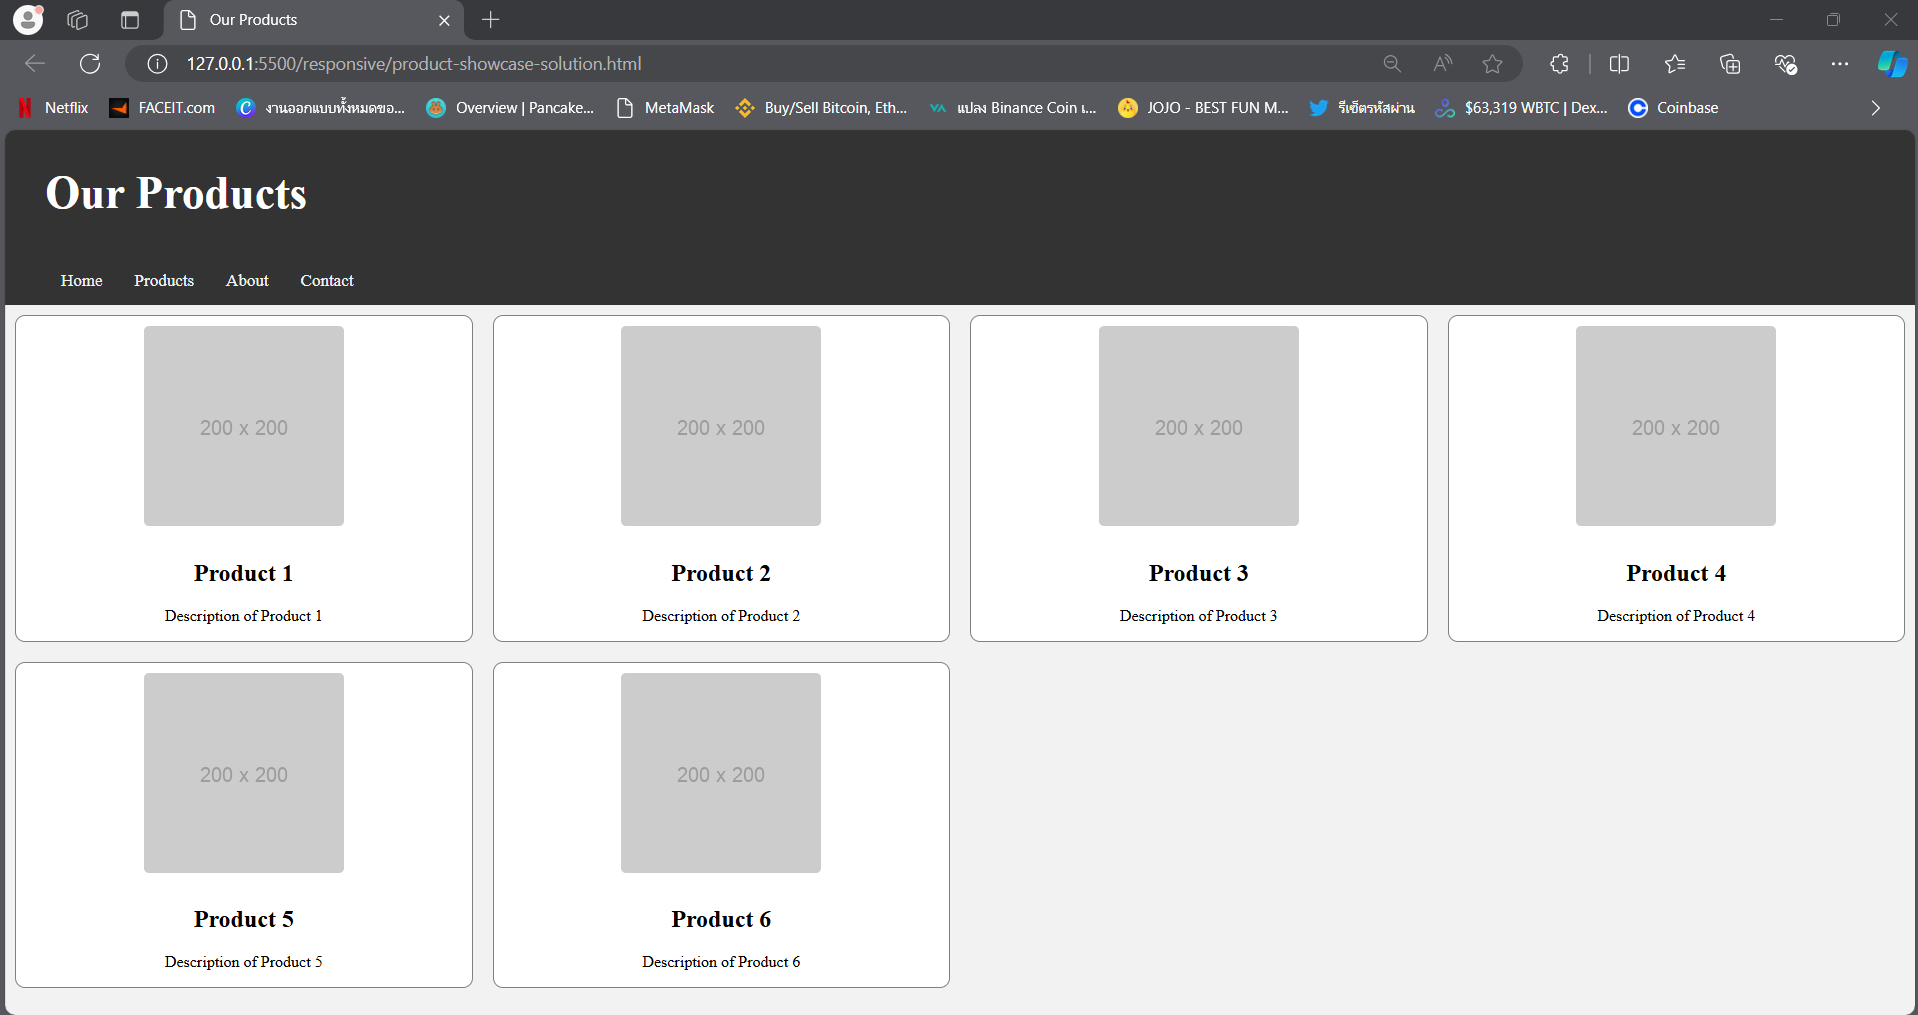 Our Products
127.0.0.1:5500/responsive/product-showcase-solution.html
Netflix FACEIT.com งานออกแบบทั้งหมดขอ... Overview | Pancake... MetaMask Buy/Sell Bitcoin, Eth... แปลง Binance Coin เ... JOJO - BEST FUN M... รีเซ็ตรหัสผ่าน $63,319 WBTC | Dex... Coinbase
Our Products
Home Products About Contact
200 x 200 200 x 200 200 x 200 200 x 200
Product 1 Product 2 Product 3 Product 4
Description of Product 1 Description of Product 2 Description of Product 3 Description of Product 4
200 x 200 200 x 200
Product 5 Product 6
Description of Product 5 Description of Product 6